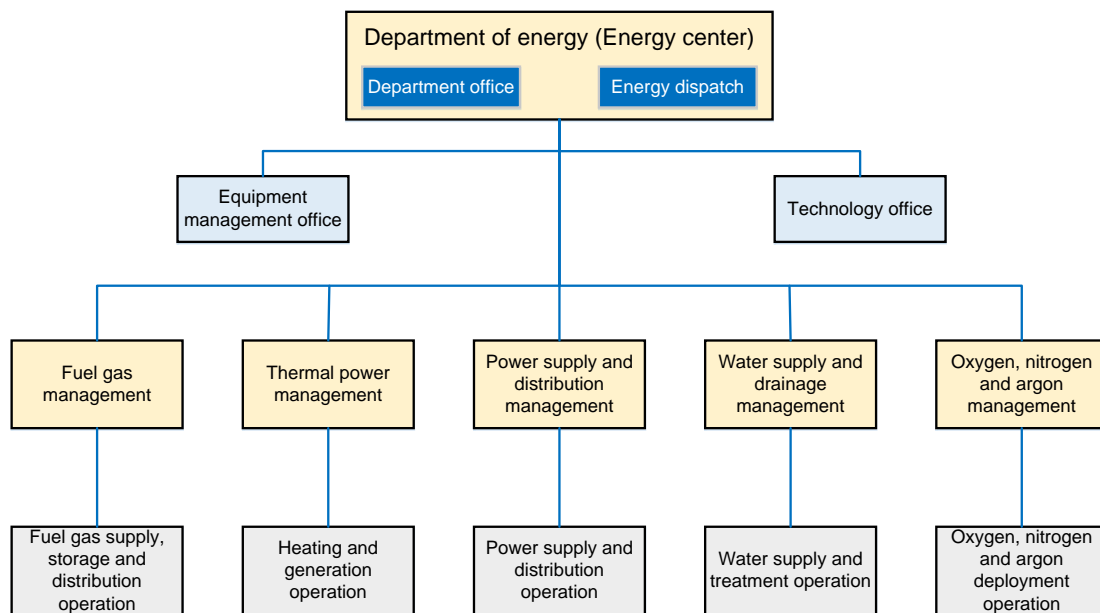 Department of energy (Energy center)
Department office
Energy dispatch
Equipment
management office
Technology office
Fuel gas
management
Thermal power
management
Power supply and
distribution
management
Water supply and
drainage
management
Oxygen, nitrogen
and argon
management
Fuel gas supply,
storage and
distribution
operation
Heating and
generation
operation
Power supply and
distribution
operation
Water supply and
treatment operation
Oxygen, nitrogen
and argon
deployment
operation